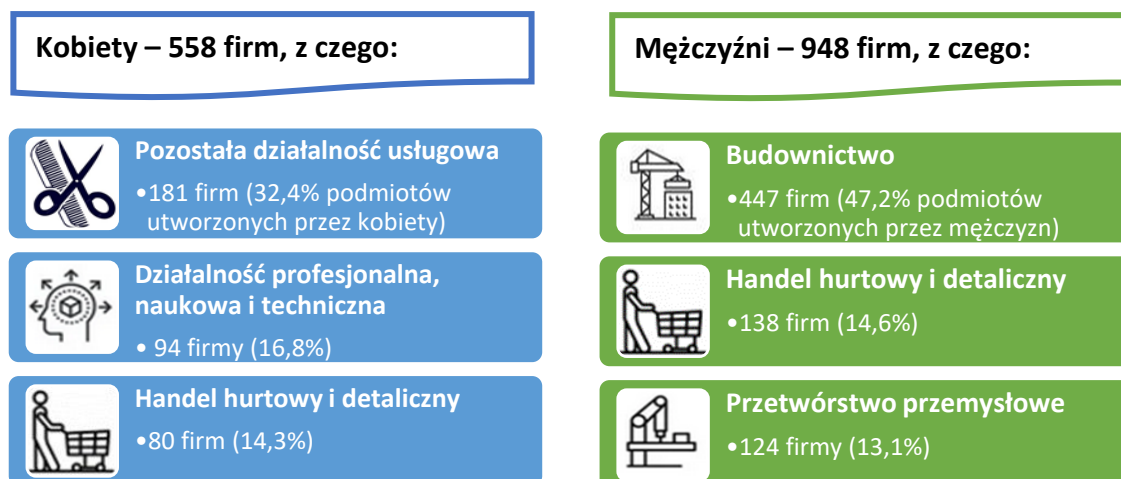 Kobiety – 558 firm, z czego:
Pozostała działalność usługowa
•181 firm (32,4% podmiotów
utworzonych przez kobiety)
Działalność profesjonalna,
naukowa i techniczna
• 94 firmy (16,8%)
Handel hurtowy i detaliczny
•80 firm (14,3%)
Mężczyźni – 948 firm, z czego:
Budownictwo
•447 firm (47,2% podmiotów
utworzonych przez mężczyzn)
Handel hurtowy i detaliczny
•138 firm (14,6%)
Przetwórstwo przemysłowe
•124 firmy (13,1%)